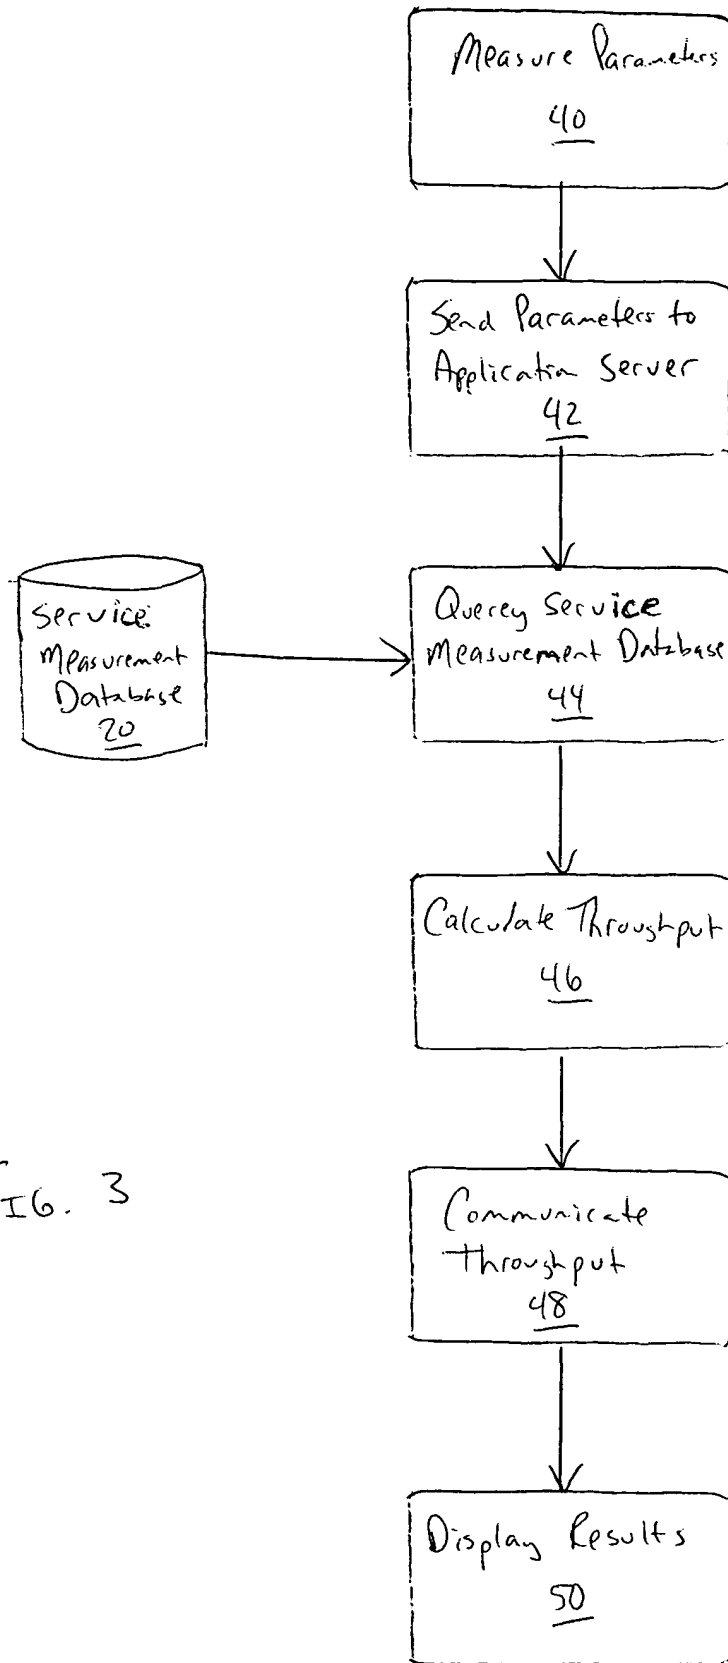 Measure Parameters
40
Send Parameters to
Application Server
42
Service
Measurement
Database
20
Querey Service
Measurement Database
44
Calculate Throughput
46
FIG. 3
Communicate
Throughput
48
Display Results
50